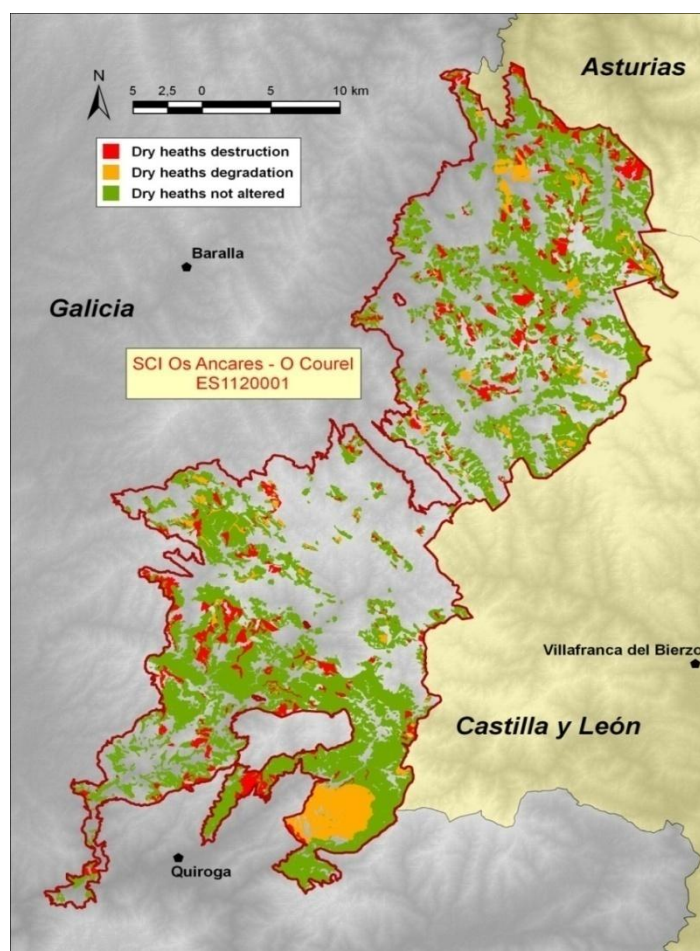 Asturias
N
5 2,5 0 5 10 km
Dry heaths destruction
Dry heaths degradation
Dry heaths not altered
Baralla
Galicia
SCI Os Ancares - O Courel
ES1120001
Villafranca del Bierzo
Castilla y León
Quiroga